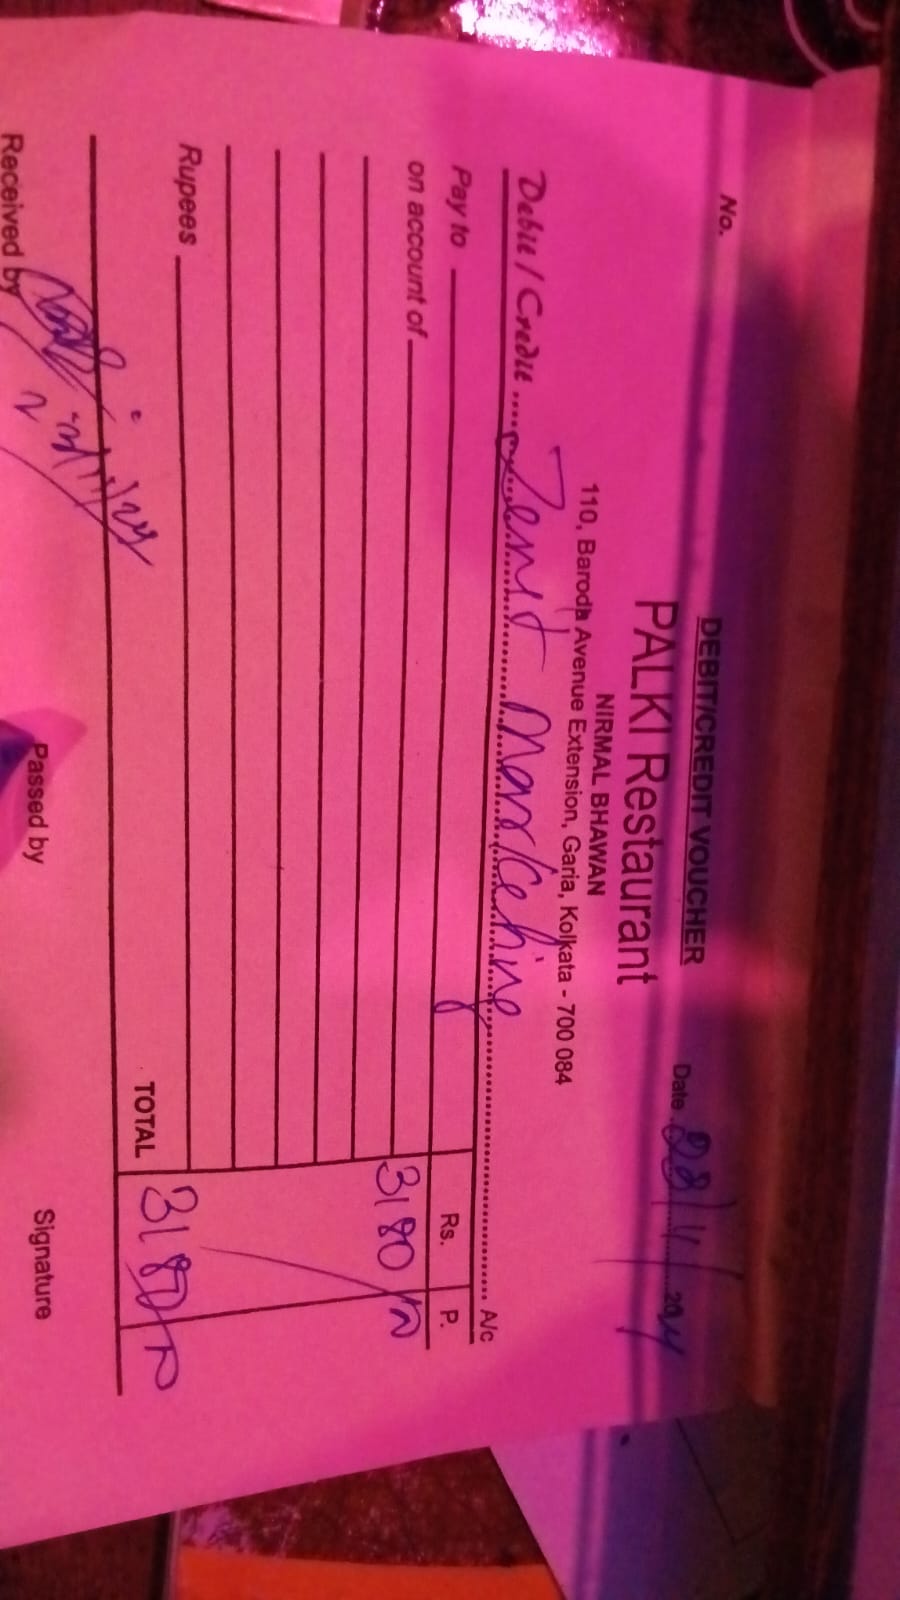 DEBIT/CREDIT VOUCHER
No.
PALKI Restaurant
Date. 28/11/2024
NIRMAL BHAWAN
110, Baroda Avenue Extension, Garia, Kolkata - 700 084
Debit / Credit .... Zenit Marketing .... A/c
Pay to
Rs. P.
on account of
3180/
Rupees
TOTAL 3180/
Received by
Passed by
Signature